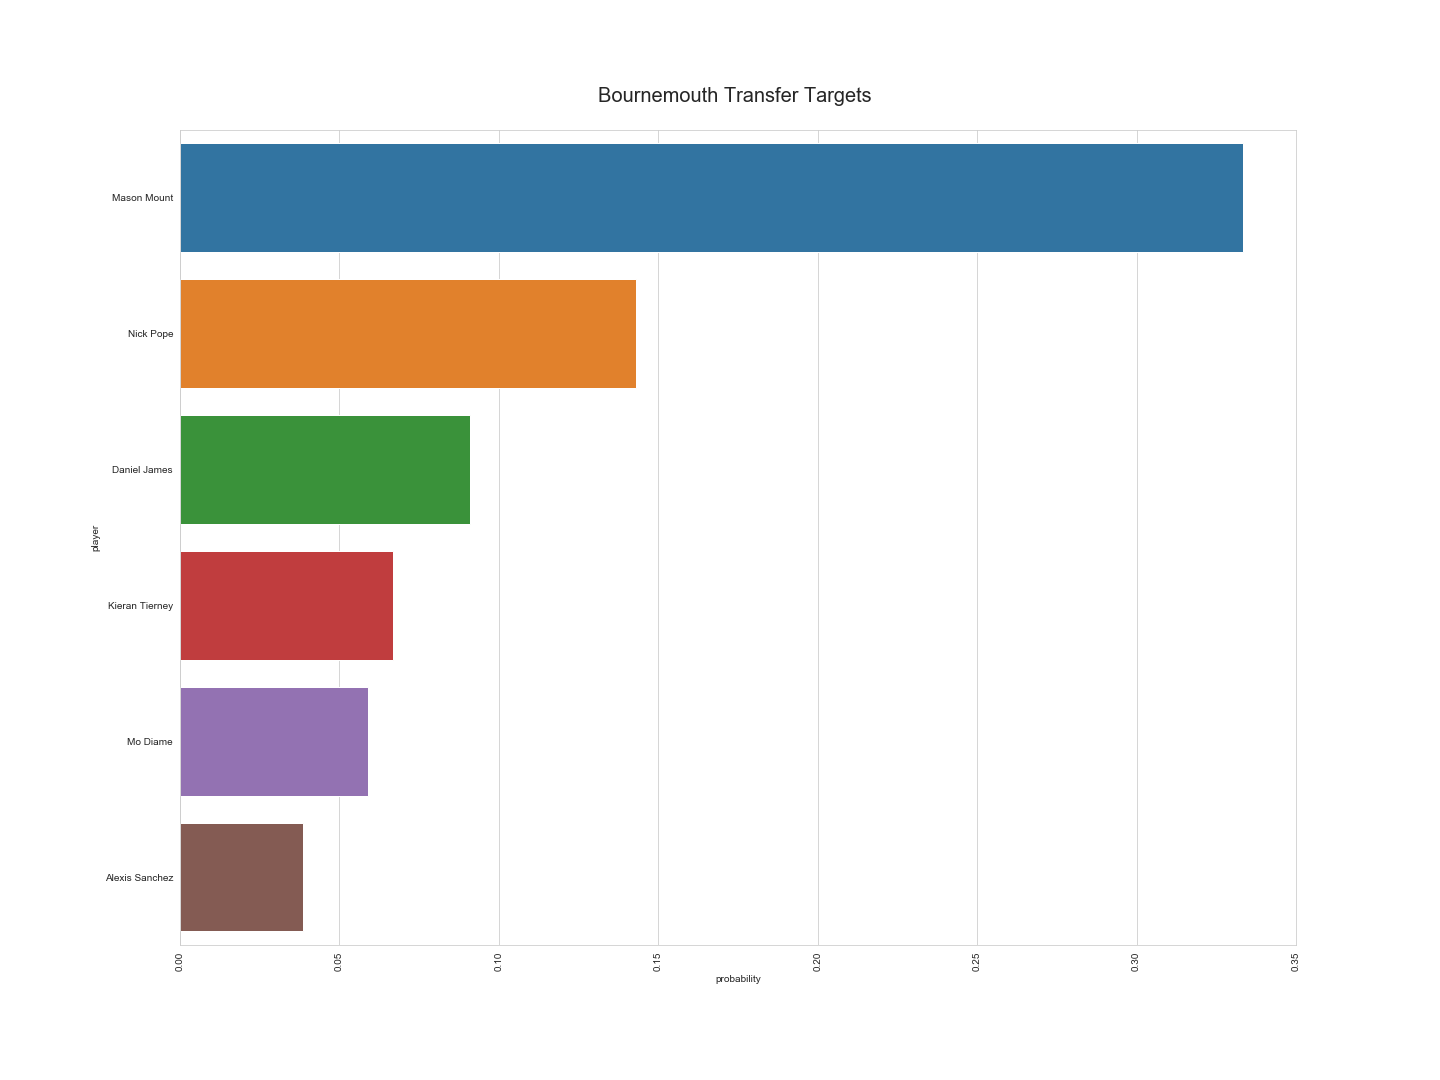 Bournemouth Transfer Targets
Mason Mount
Nick Pope
Daniel James
player
Kieran Tierney
Mo Diame
Alexis Sanchez
0.00
0.05
0.10
0.15
0.20
0.25
0.30
0.35
probability